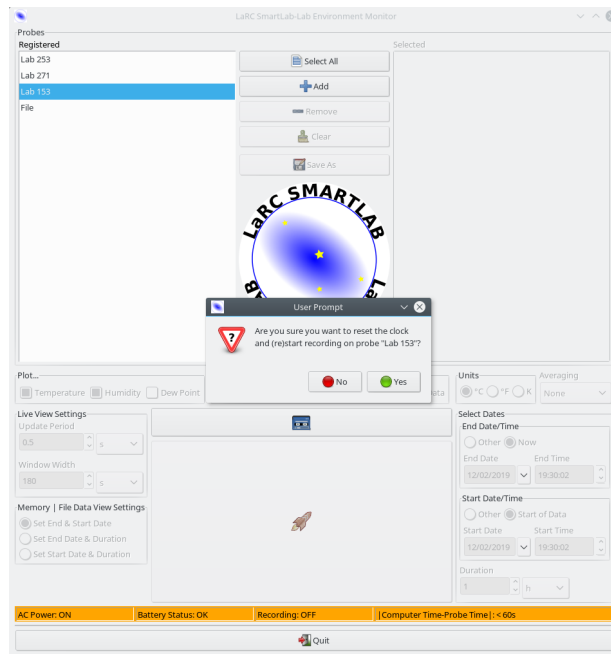 LaRC SmartLab-Lab Environment Monitor
Probes
Registered
Selected
Lab 253
Lab 271
Lab 153
File
Select All
Add
Remove
Clear
Save As
LaRC SMARTLAB
User Prompt
Are you sure you want to reset the clock
and (re)start recording on probe "Lab 153"?
No
Yes
Plot...
Temperature
Humidity
Dew Point
Units
°C
°F
K
Averaging
None
Live View Settings
Update Period
0.5
s
Window Width
180
s
Memory | File Data View Settings
Set End & Start Date
Set End Date & Duration
Set Start Date & Duration
Select Dates
End Date/Time
Other
Now
End Date
End Time
12/02/2019
19:30:02
Start Date/Time
Other
Start of Data
Start Date
Start Time
12/02/2019
19:30:02
Duration
1
h
AC Power: ON
Battery Status: OK
Recording: OFF
|Computer Time-Probe Time|: < 60s
Quit